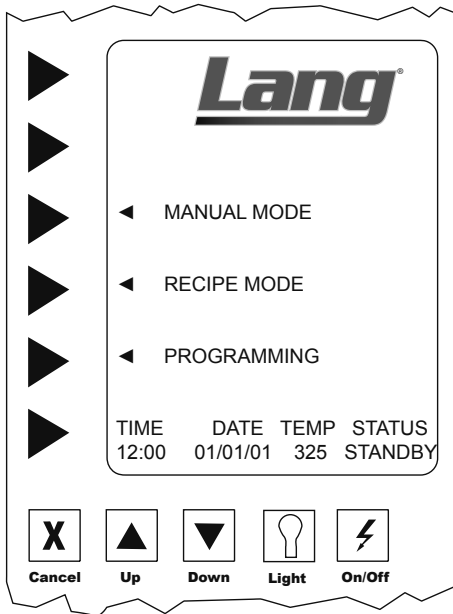 Lang®
MANUAL MODE
RECIPE MODE
PROGRAMMING
TIME DATE TEMP STATUS
12:00 01/01/01 325 STANDBY
X
Cancel Up Down Light On/Off